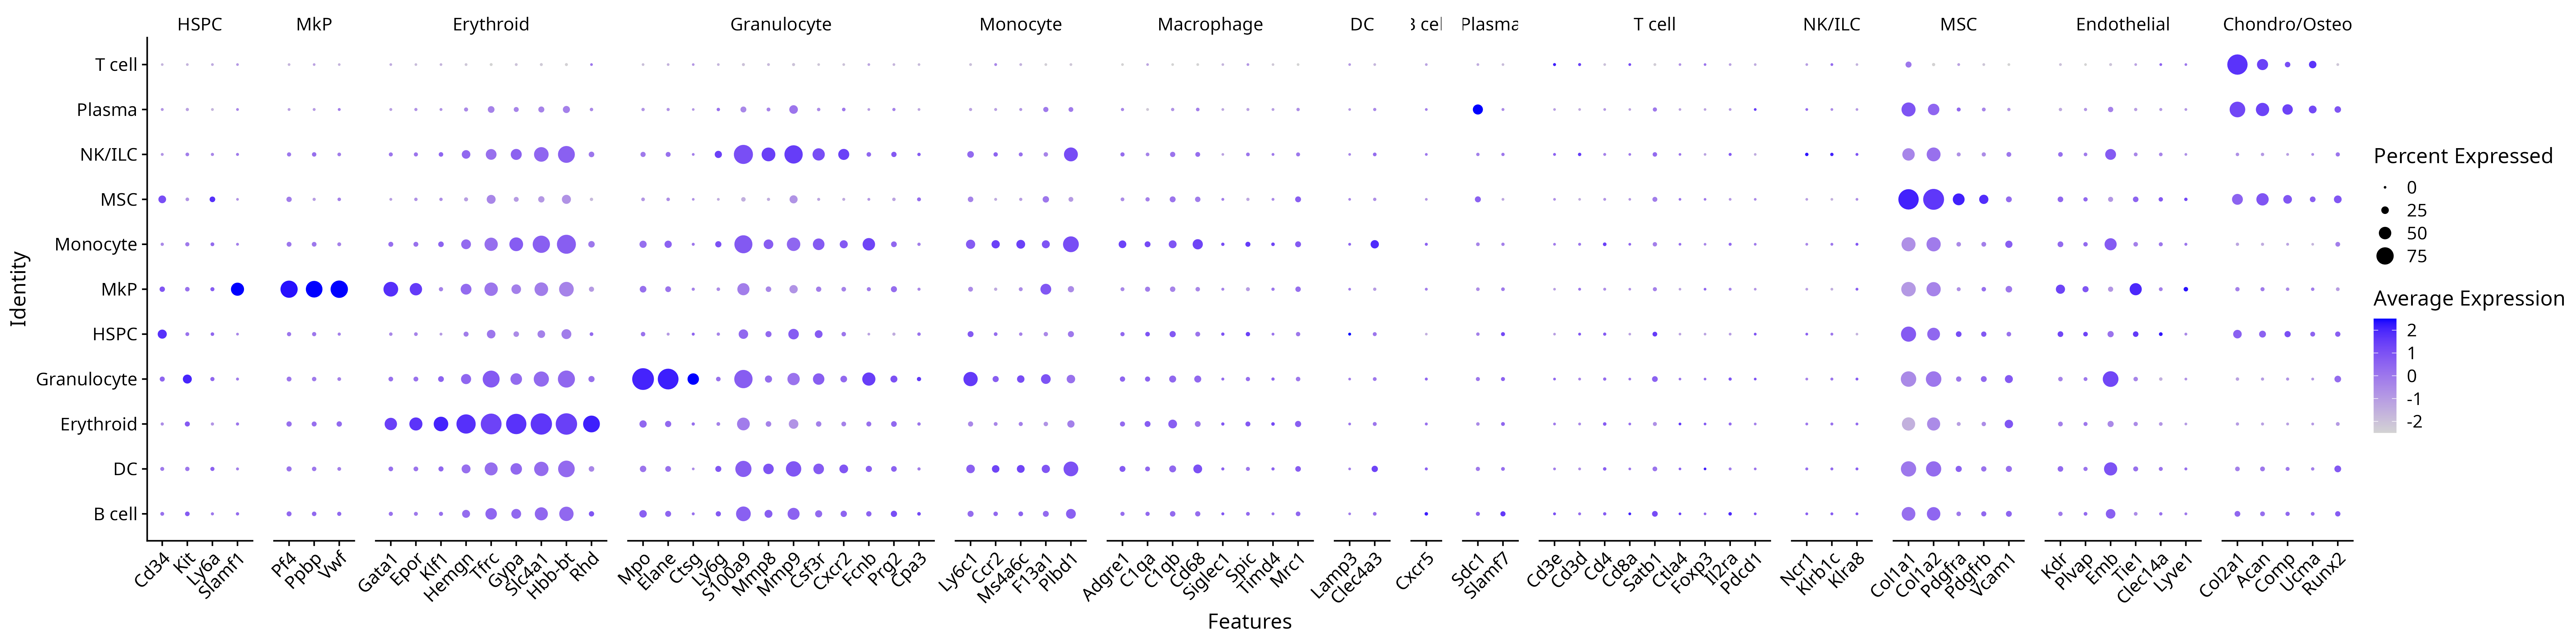 HSPC MkP Erythroid Granulocyte Monocyte Macrophage DC B cel Plasma T cell NK/ILC MSC Endothelial Chondro/Osteo
T cell
Plasma
NK/ILC
MSC
Monocyte
MkP
HSPC
Granulocyte
Erythroid
DC
B cell
Identity
Cd34 Kit Ly6a Slamf1 Pf4 Ppbp Vwf Gata1 Epor Klf1 Hemgn Tfrc Gypa Slc4a1 Hbb-bt Rhd Mpo Elane Ctsg Ly6g S100a9 Mmp8 Mmp9 Csf3r Cxcr2 Fcnb Prg2 Cpa3 Ly6c1 Ccr2 Ms4a6c F13a1 Plbd1 Adgre1 C1qa C1qb Cd68 Siglec1 Spic Timd4 Mrc1 Lamp3 Clec4a3 Cxcr5 Sdc1 Slamf7 Cd3e Cd3d Cd4 Cd8a Satb1 Ctla4 Foxp3 Il2ra Pdcd1 Ncr1 Klrb1c Klra8 Col1a1 Col1a2 Pdgfra Pdgfrb Vcam1 Kdr Plvap Emb Tie1 Clec14a Lyve1 Col2a1 Acan Comp Ucma Runx2
Features
Percent Expressed
0
25
50
75
Average Expression
2
1
0
-1
-2